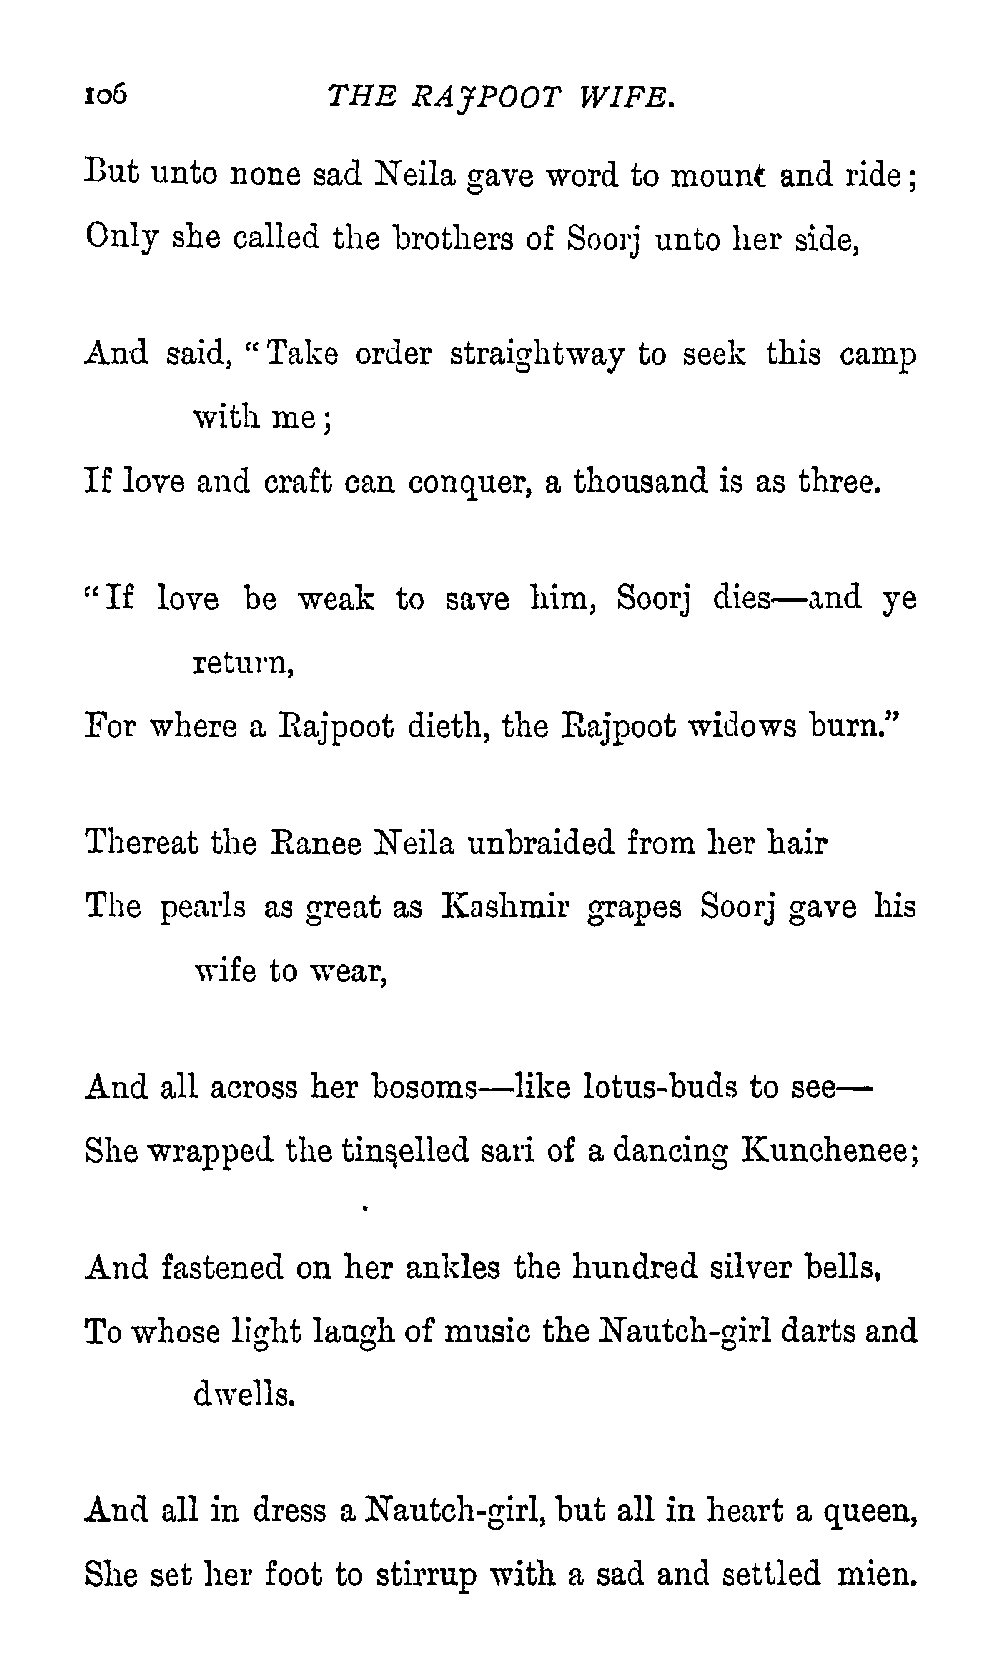 106 THE RAJPOOT WIFE.
But unto none sad Neila gave word to mount and ride;
Only she called the brothers of Soorj unto her side,
And said, “Take order straightway to seek this camp
with me;
If love and craft can conquer, a thousand is as three.
“If love be weak to save him, Soorj dies—and ye
return,
For where a Rajpoot dieth, the Rajpoot widows burn.”
Thereat the Ranee Neila unbraided from her hair
The pearls as great as Kashmir grapes Soorj gave his
wife to wear,
And all across her bosoms—like lotus-buds to see—
She wrapped the tinselled sari of a dancing Kunchenee;
And fastened on her ankles the hundred silver bells,
To whose light laugh of music the Nautch-girl darts and
dwells.
And all in dress a Nautch-girl, but all in heart a queen,
She set her foot to stirrup with a sad and settled mien.